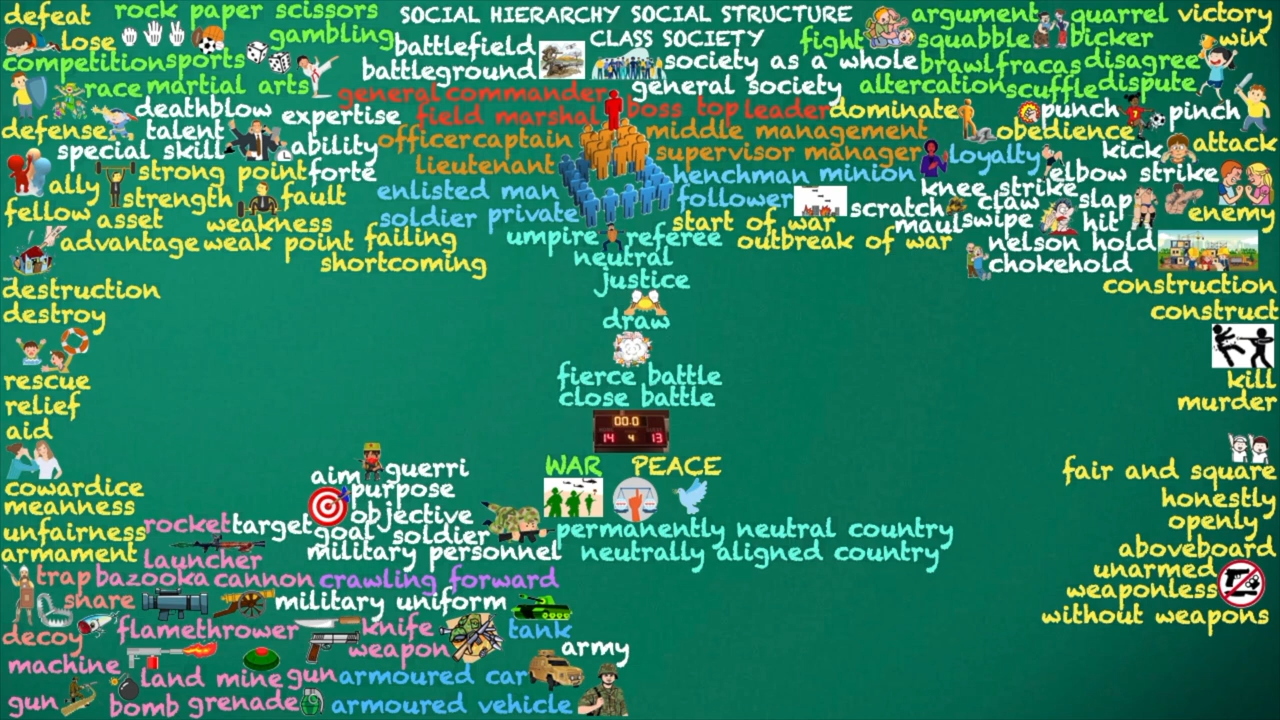 SOCIAL HIERARCHY SOCIAL STRUCTURE
CLASS SOCIETY
society as a whole
general society
defeat
lose
rock paper scissors
gambling
competition sports
race martial arts
battlefield
battleground
argument quarrel victory
fight squabble bicker win
brawl fracas disagree
altercation scuffle dispute
deathblow
expertise
defense talent
special skill ability
strong point forte
ally strength fault
fellow asset weakness
advantage weak point failing
shortcoming
general commander
field marshal
boss top leader
officer captain
middle management
lieutenant
supervisor manager
enlisted man
henchman minion
soldier private
follower
dominate
obedience
Loyalty
punch pinch
kick attack
elbow strike
knee strike
scratch claw slap
maul swipe hit enemy
nelson hold
chokehold
start of war
outbreak of war
umpire referee
neutral
justice
draw
fierce battle
close battle
00.0
14 4 13
destruction
destroy
construction
construct
rescue
relief
aid
kill
murder
cowardice
meanness
unfairness
armament
fair and square
honestly
openly
aboveboard
unarmed
weaponless
without weapons
WAR PEACE
permanently neutral country
neutrally aligned country
guerri
aim
purpose
objective
target goal soldier
military personnel
rocket
launcher
trap bazooka cannon crawling forward
snare
military uniform
decoy flamethrower knife tank
weapon
army
machine
gun
land mine gun armoured car
bomb grenade armoured vehicle